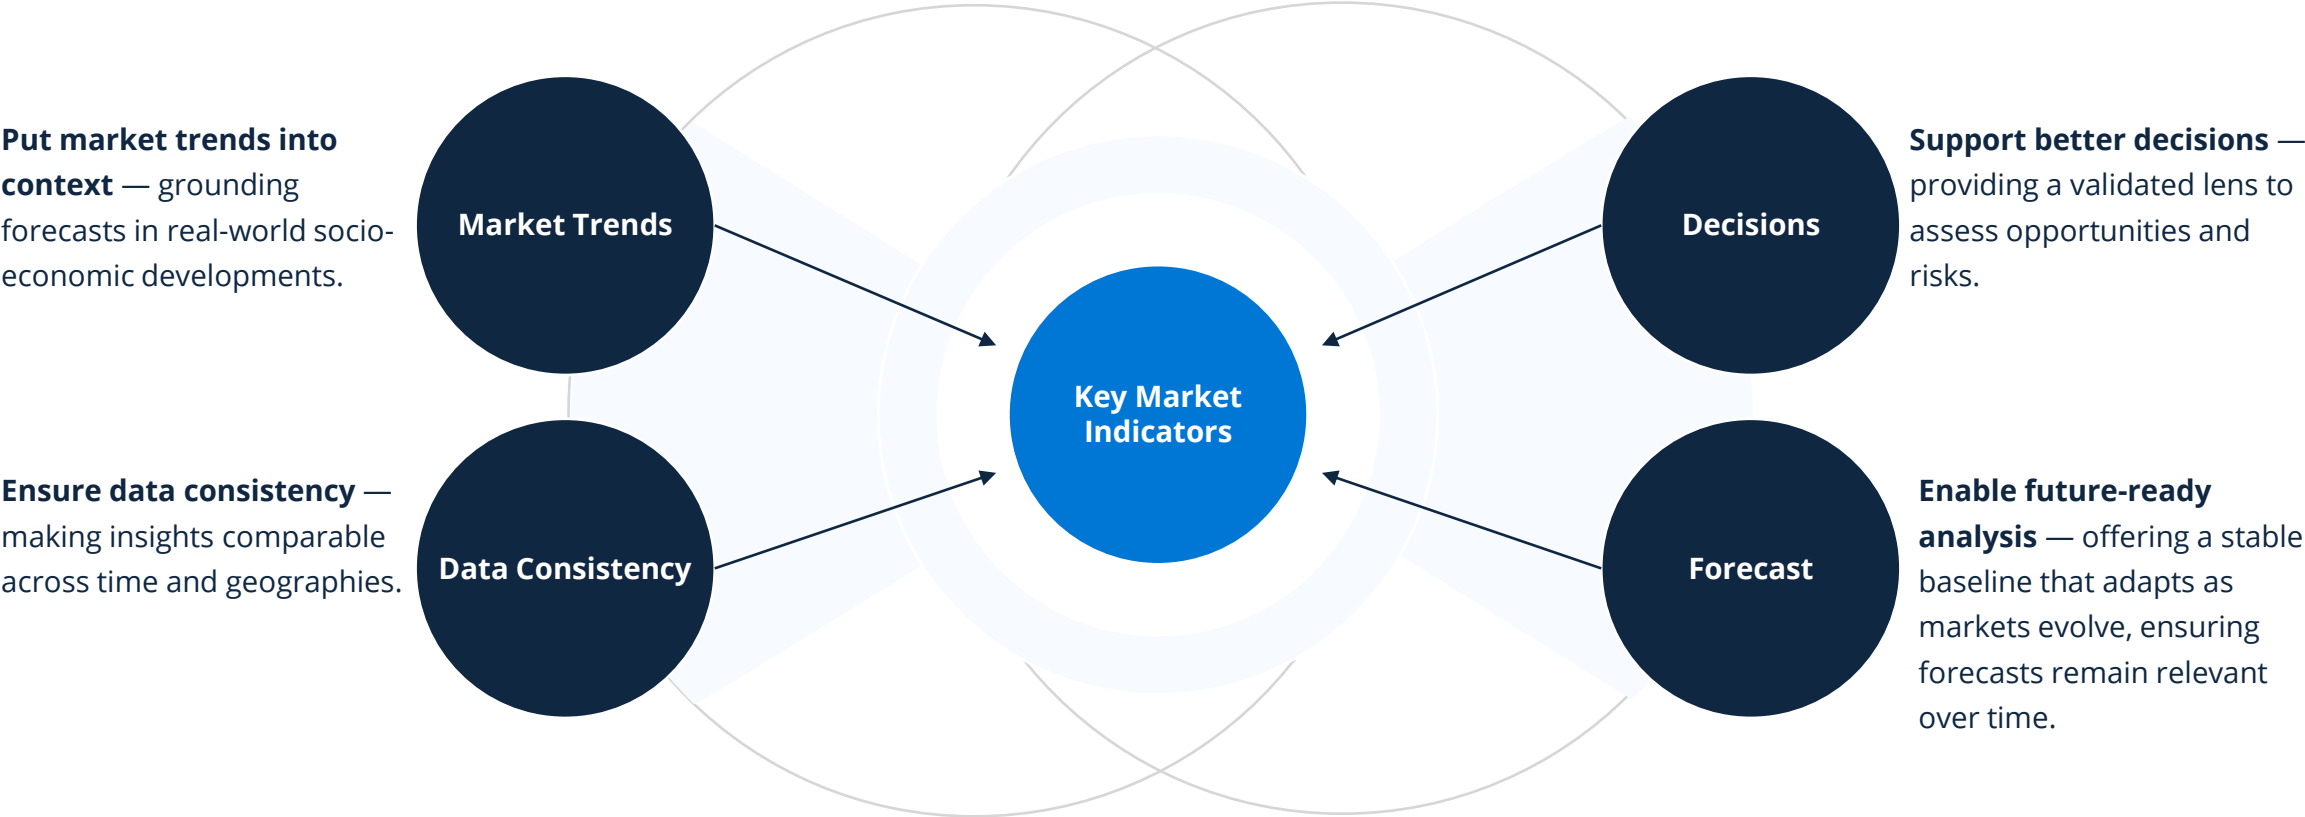 Put market trends into
context — grounding
forecasts in real-world socio-
economic developments.
Market Trends
Ensure data consistency —
making insights comparable
across time and geographies.
Data Consistency
Key Market
Indicators
Decisions
Support better decisions —
providing a validated lens to
assess opportunities and
risks.
Forecast
Enable future-ready
analysis — offering a stable
baseline that adapts as
markets evolve, ensuring
forecasts remain relevant
over time.